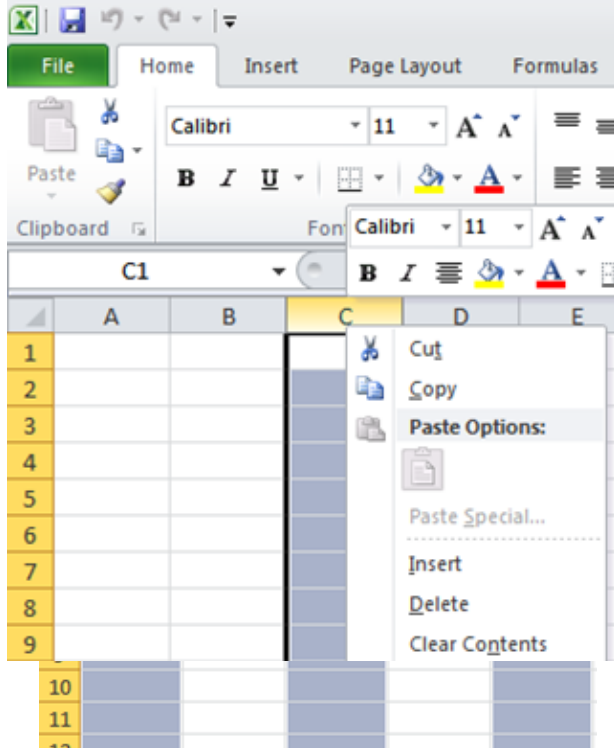 File Home Insert Page Layout Formulas
Calibri 11 A A
Paste B I U A
Clipboard Fon Calibri 11 A A
C1 B I A
A B C D E
1 Cut
2 Copy
3 Paste Options:
4
5 Paste Special...
6
7 Insert
8 Delete
9 Clear Contents
10
11